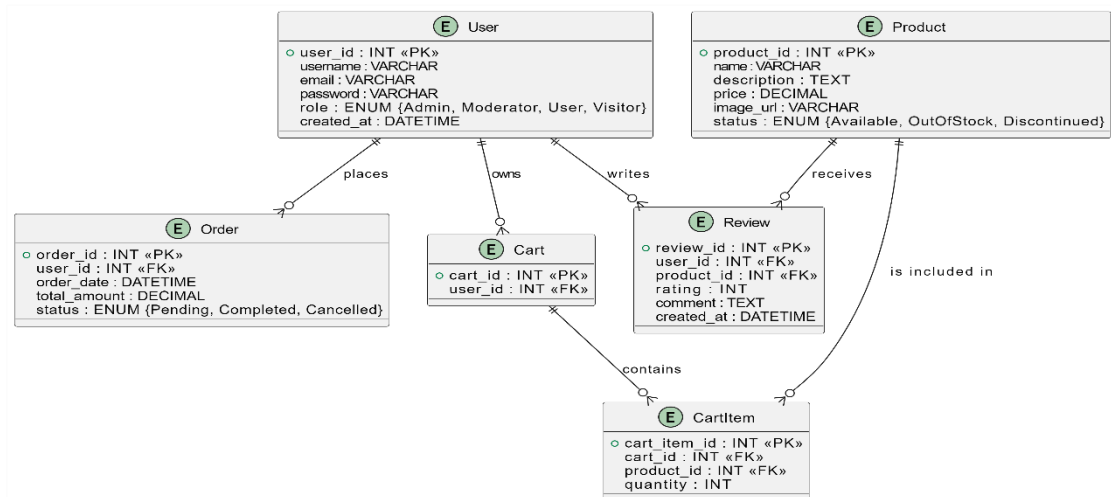 E User
user_id : INT «PK»
username : VARCHAR
email : VARCHAR
password : VARCHAR
role : ENUM {Admin, Moderator, User, Visitor}
created_at : DATETIME
E Product
product_id : INT «PK»
name : VARCHAR
description : TEXT
price : DECIMAL
image_url : VARCHAR
status : ENUM {Available, OutOfStock, Discontinued}
places
owns
writes
receives
E Order
order_id : INT «PK»
user_id : INT «FK»
order_date : DATETIME
total_amount : DECIMAL
status : ENUM {Pending, Completed, Cancelled}
E Cart
cart_id : INT «PK»
user_id : INT «FK»
E Review
review_id : INT «PK»
user_id : INT «FK»
product_id : INT «FK»
rating : INT
comment : TEXT
created_at : DATETIME
is included in
contains
E CartItem
cart_item_id : INT «PK»
cart_id : INT «FK»
product_id : INT «FK»
quantity : INT